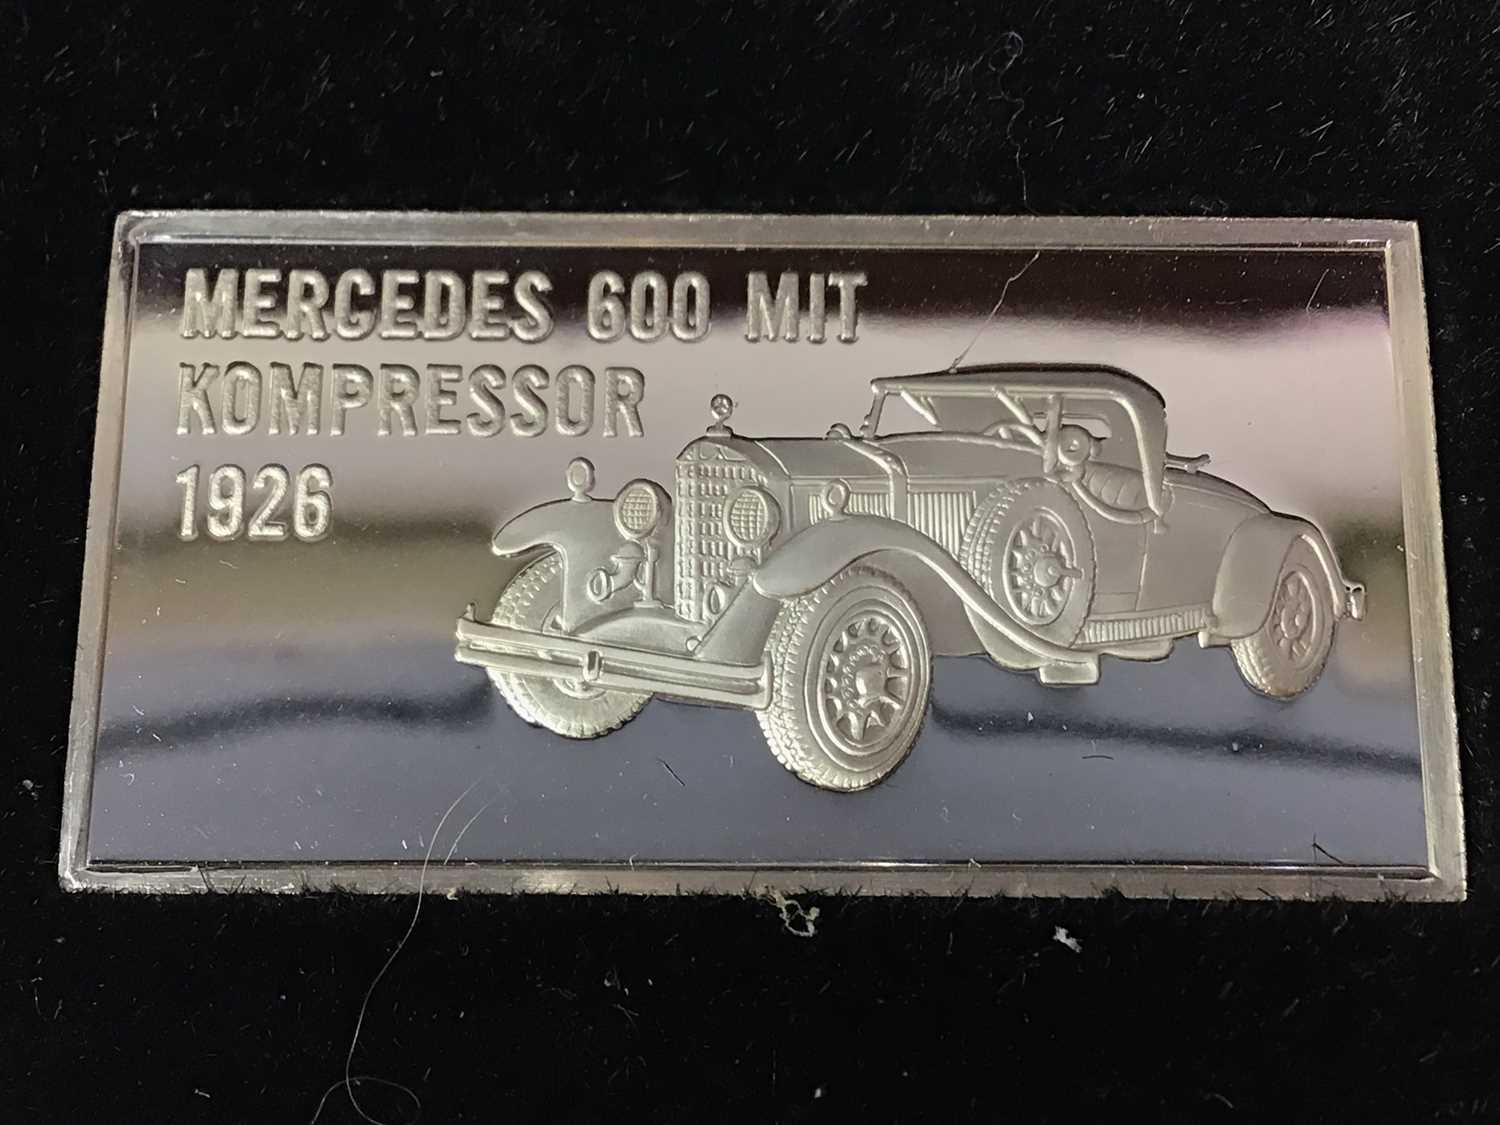 MERCEDES 600 MIT
KOMPRESSOR
1926